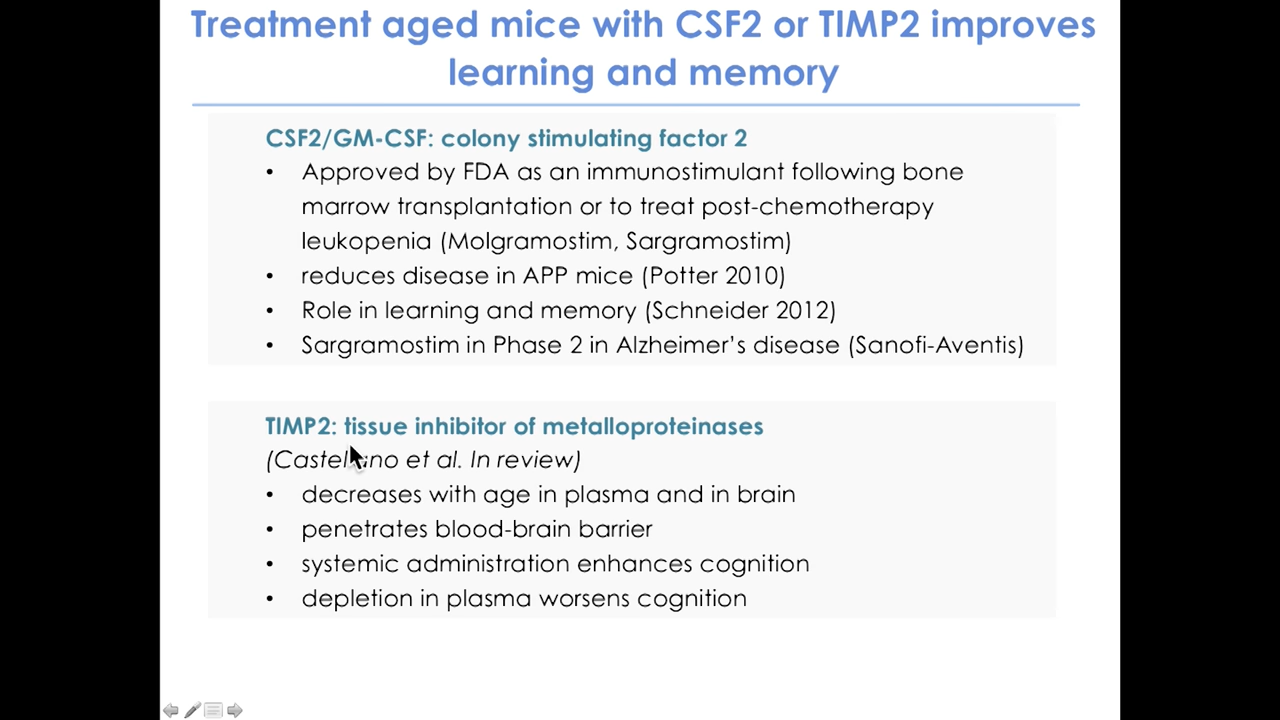 Treatment aged mice with CSF2 or TIMP2 improves
learning and memory
CSF2/GM-CSF: colony stimulating factor 2
• Approved by FDA as an immunostimulant following bone
marrow transplantation or to treat post-chemotherapy
leukopenia (Molgramostim, Sargramostim)
• reduces disease in APP mice (Potter 2010)
• Role in learning and memory (Schneider 2012)
• Sargramostim in Phase 2 in Alzheimer’s disease (Sanofi-Aventis)
TIMP2: tissue inhibitor of metalloproteinases
(Castellano et al. In review)
• decreases with age in plasma and in brain
• penetrates blood-brain barrier
• systemic administration enhances cognition
• depletion in plasma worsens cognition